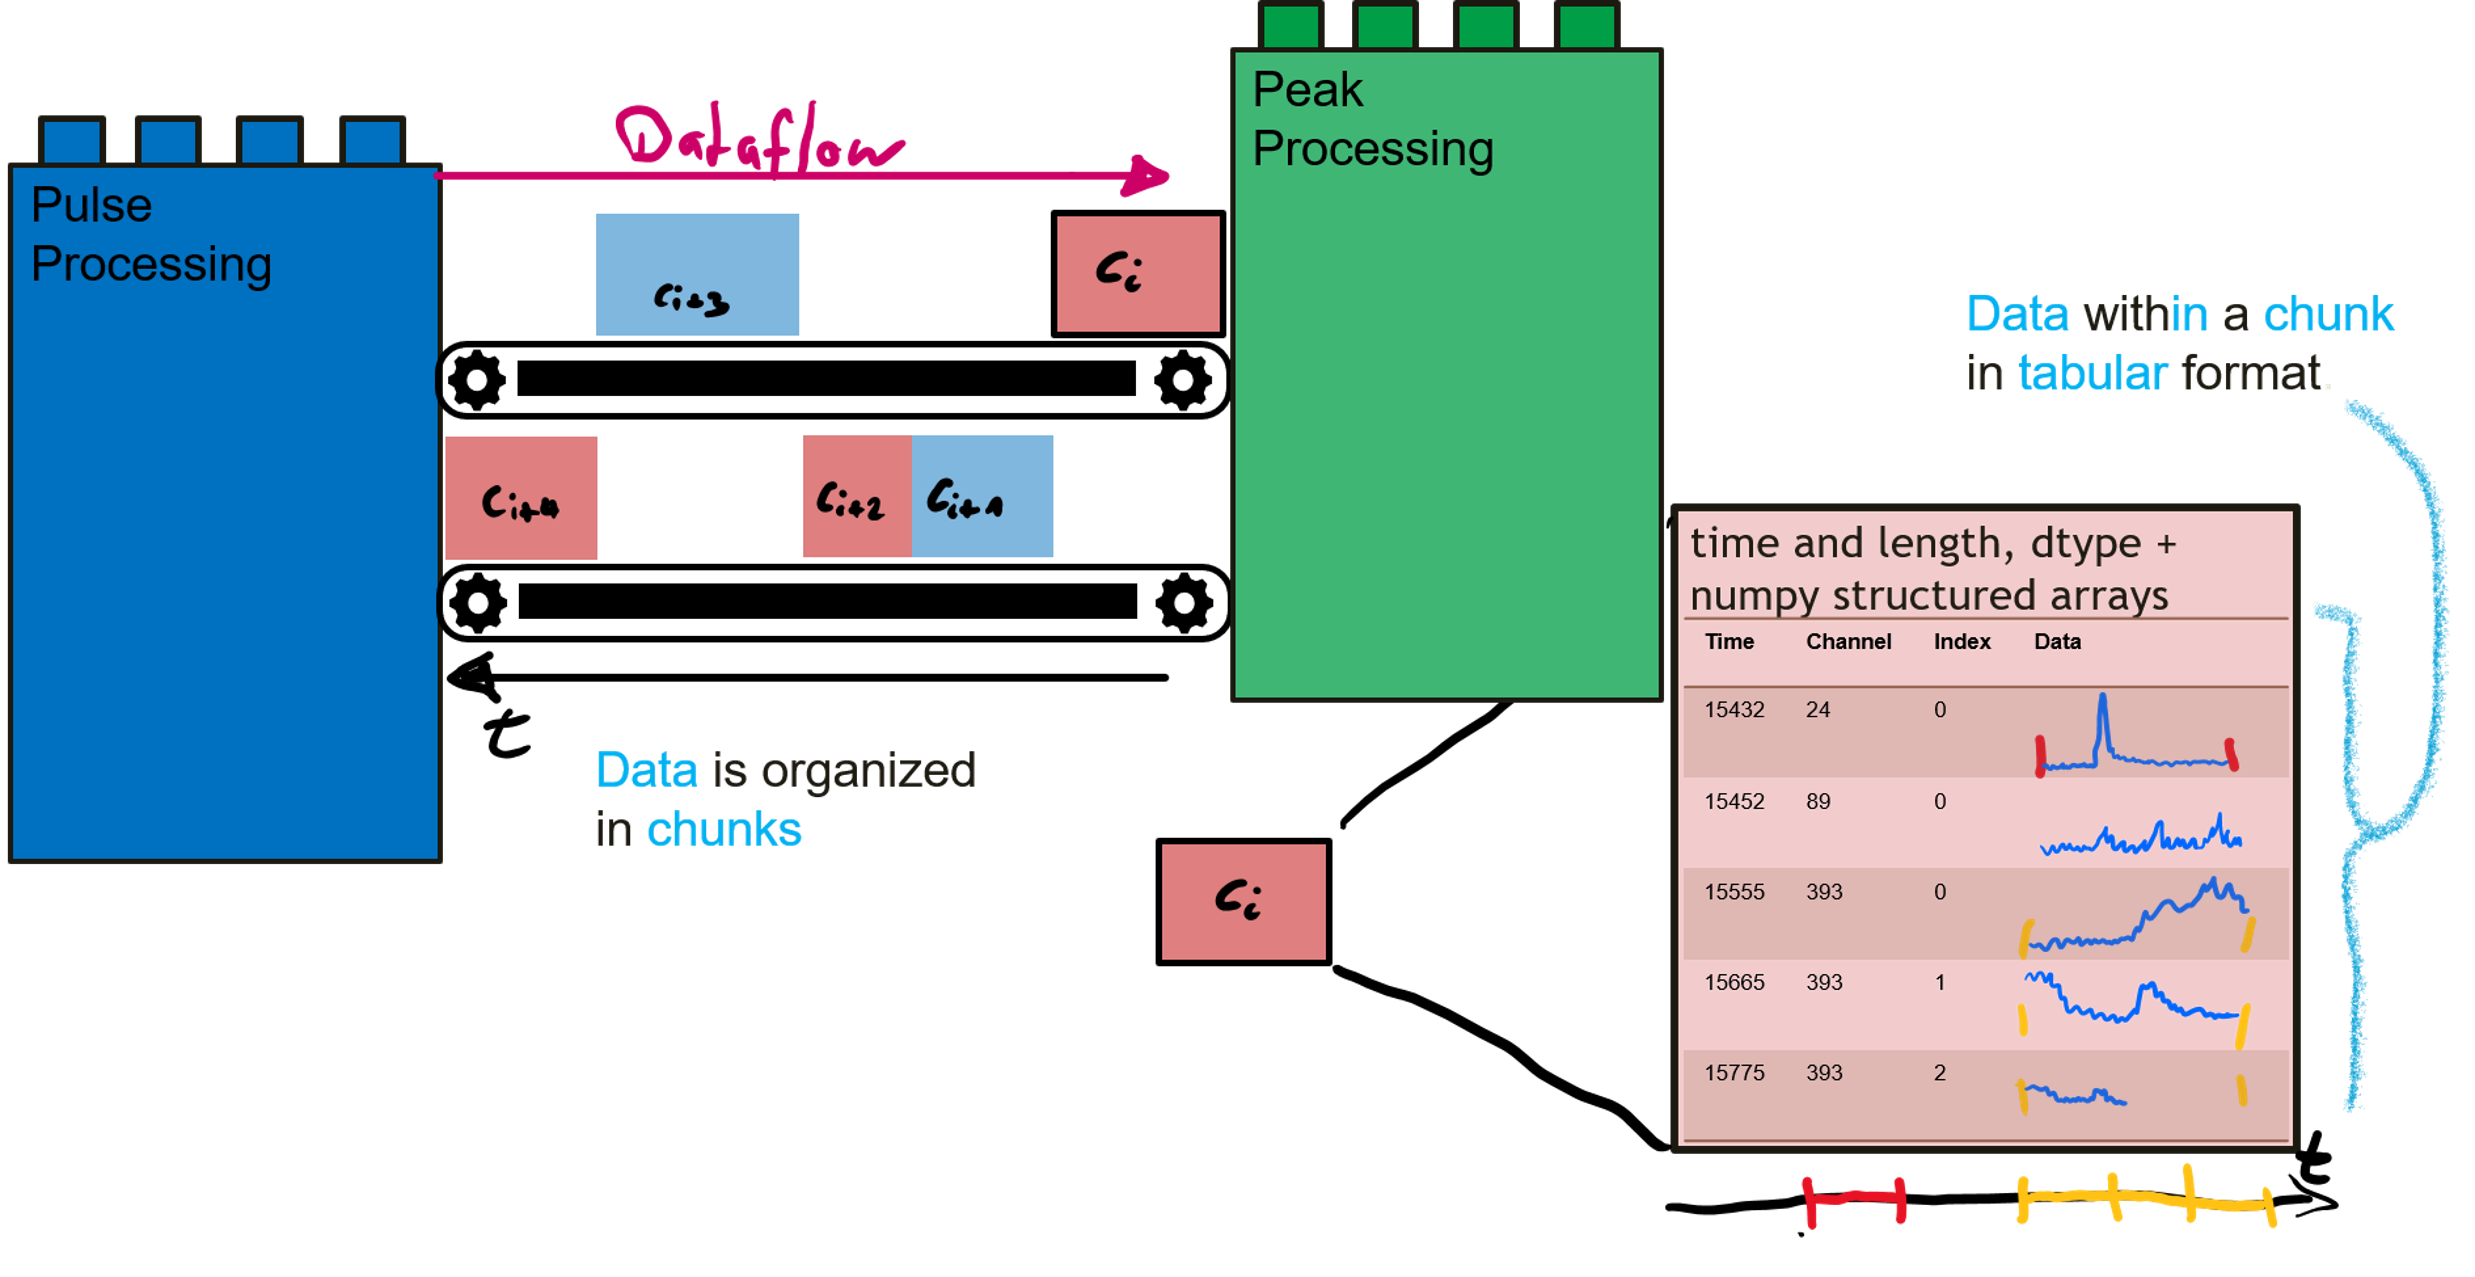 Pulse
Processing
Dataflow
Peak
Processing
ci+3
ci
ci+4
ci+2
ci+1
t
Data is organized
in chunks
ci
Data within a chunk
in tabular format
time and length, dtype +
numpy structured arrays
Time Channel Index Data
15432 24 0
15452 89 0
15555 393 0
15665 393 1
15775 393 2
t